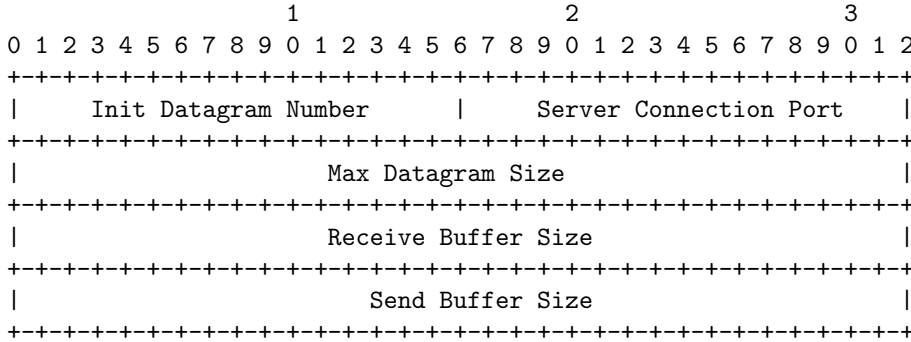 1                   2                   3
0 1 2 3 4 5 6 7 8 9 0 1 2 3 4 5 6 7 8 9 0 1 2 3 4 5 6 7 8 9 0 1 2
+-+-+-+-+-+-+-+-+-+-+-+-+-+-+-+-+-+-+-+-+-+-+-+-+-+-+-+-+-+-+-+-+
|     Init Datagram Number      |     Server Connection Port    |
+-+-+-+-+-+-+-+-+-+-+-+-+-+-+-+-+-+-+-+-+-+-+-+-+-+-+-+-+-+-+-+-+
|                      Max Datagram Size                        |
+-+-+-+-+-+-+-+-+-+-+-+-+-+-+-+-+-+-+-+-+-+-+-+-+-+-+-+-+-+-+-+-+
|                      Receive Buffer Size                      |
+-+-+-+-+-+-+-+-+-+-+-+-+-+-+-+-+-+-+-+-+-+-+-+-+-+-+-+-+-+-+-+-+
|                         Send Buffer Size                      |
+-+-+-+-+-+-+-+-+-+-+-+-+-+-+-+-+-+-+-+-+-+-+-+-+-+-+-+-+-+-+-+-+